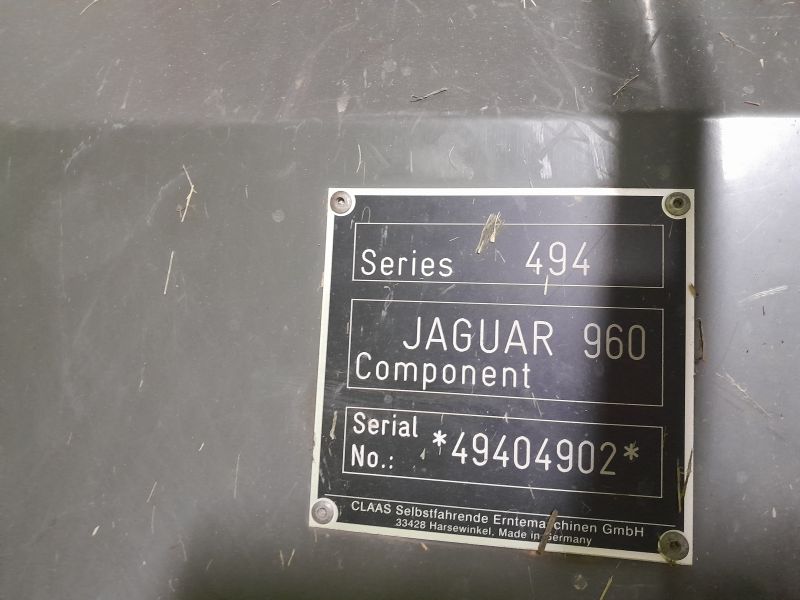 Series 494
JAGUAR 960
Component
Serial
No.: *49404902*
CLAAS Selbstfahrende Erntemaschinen GmbH
33428 Harsewinkel, Made in Germany